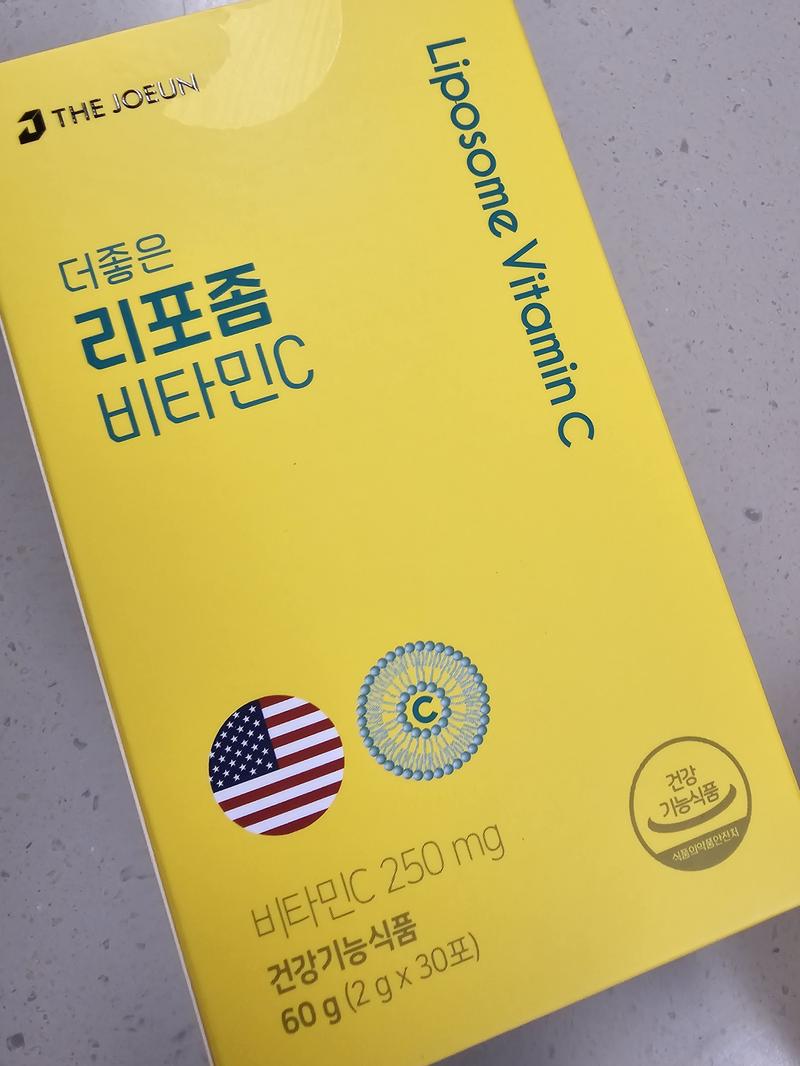 THE JOEUN
Liposome Vitamin C
더좋은
리포좀
비타민C
C
건강
기능식품
식품의약품안전처
비타민C 250 mg
건강기능식품
60 g (2 g x 30포)